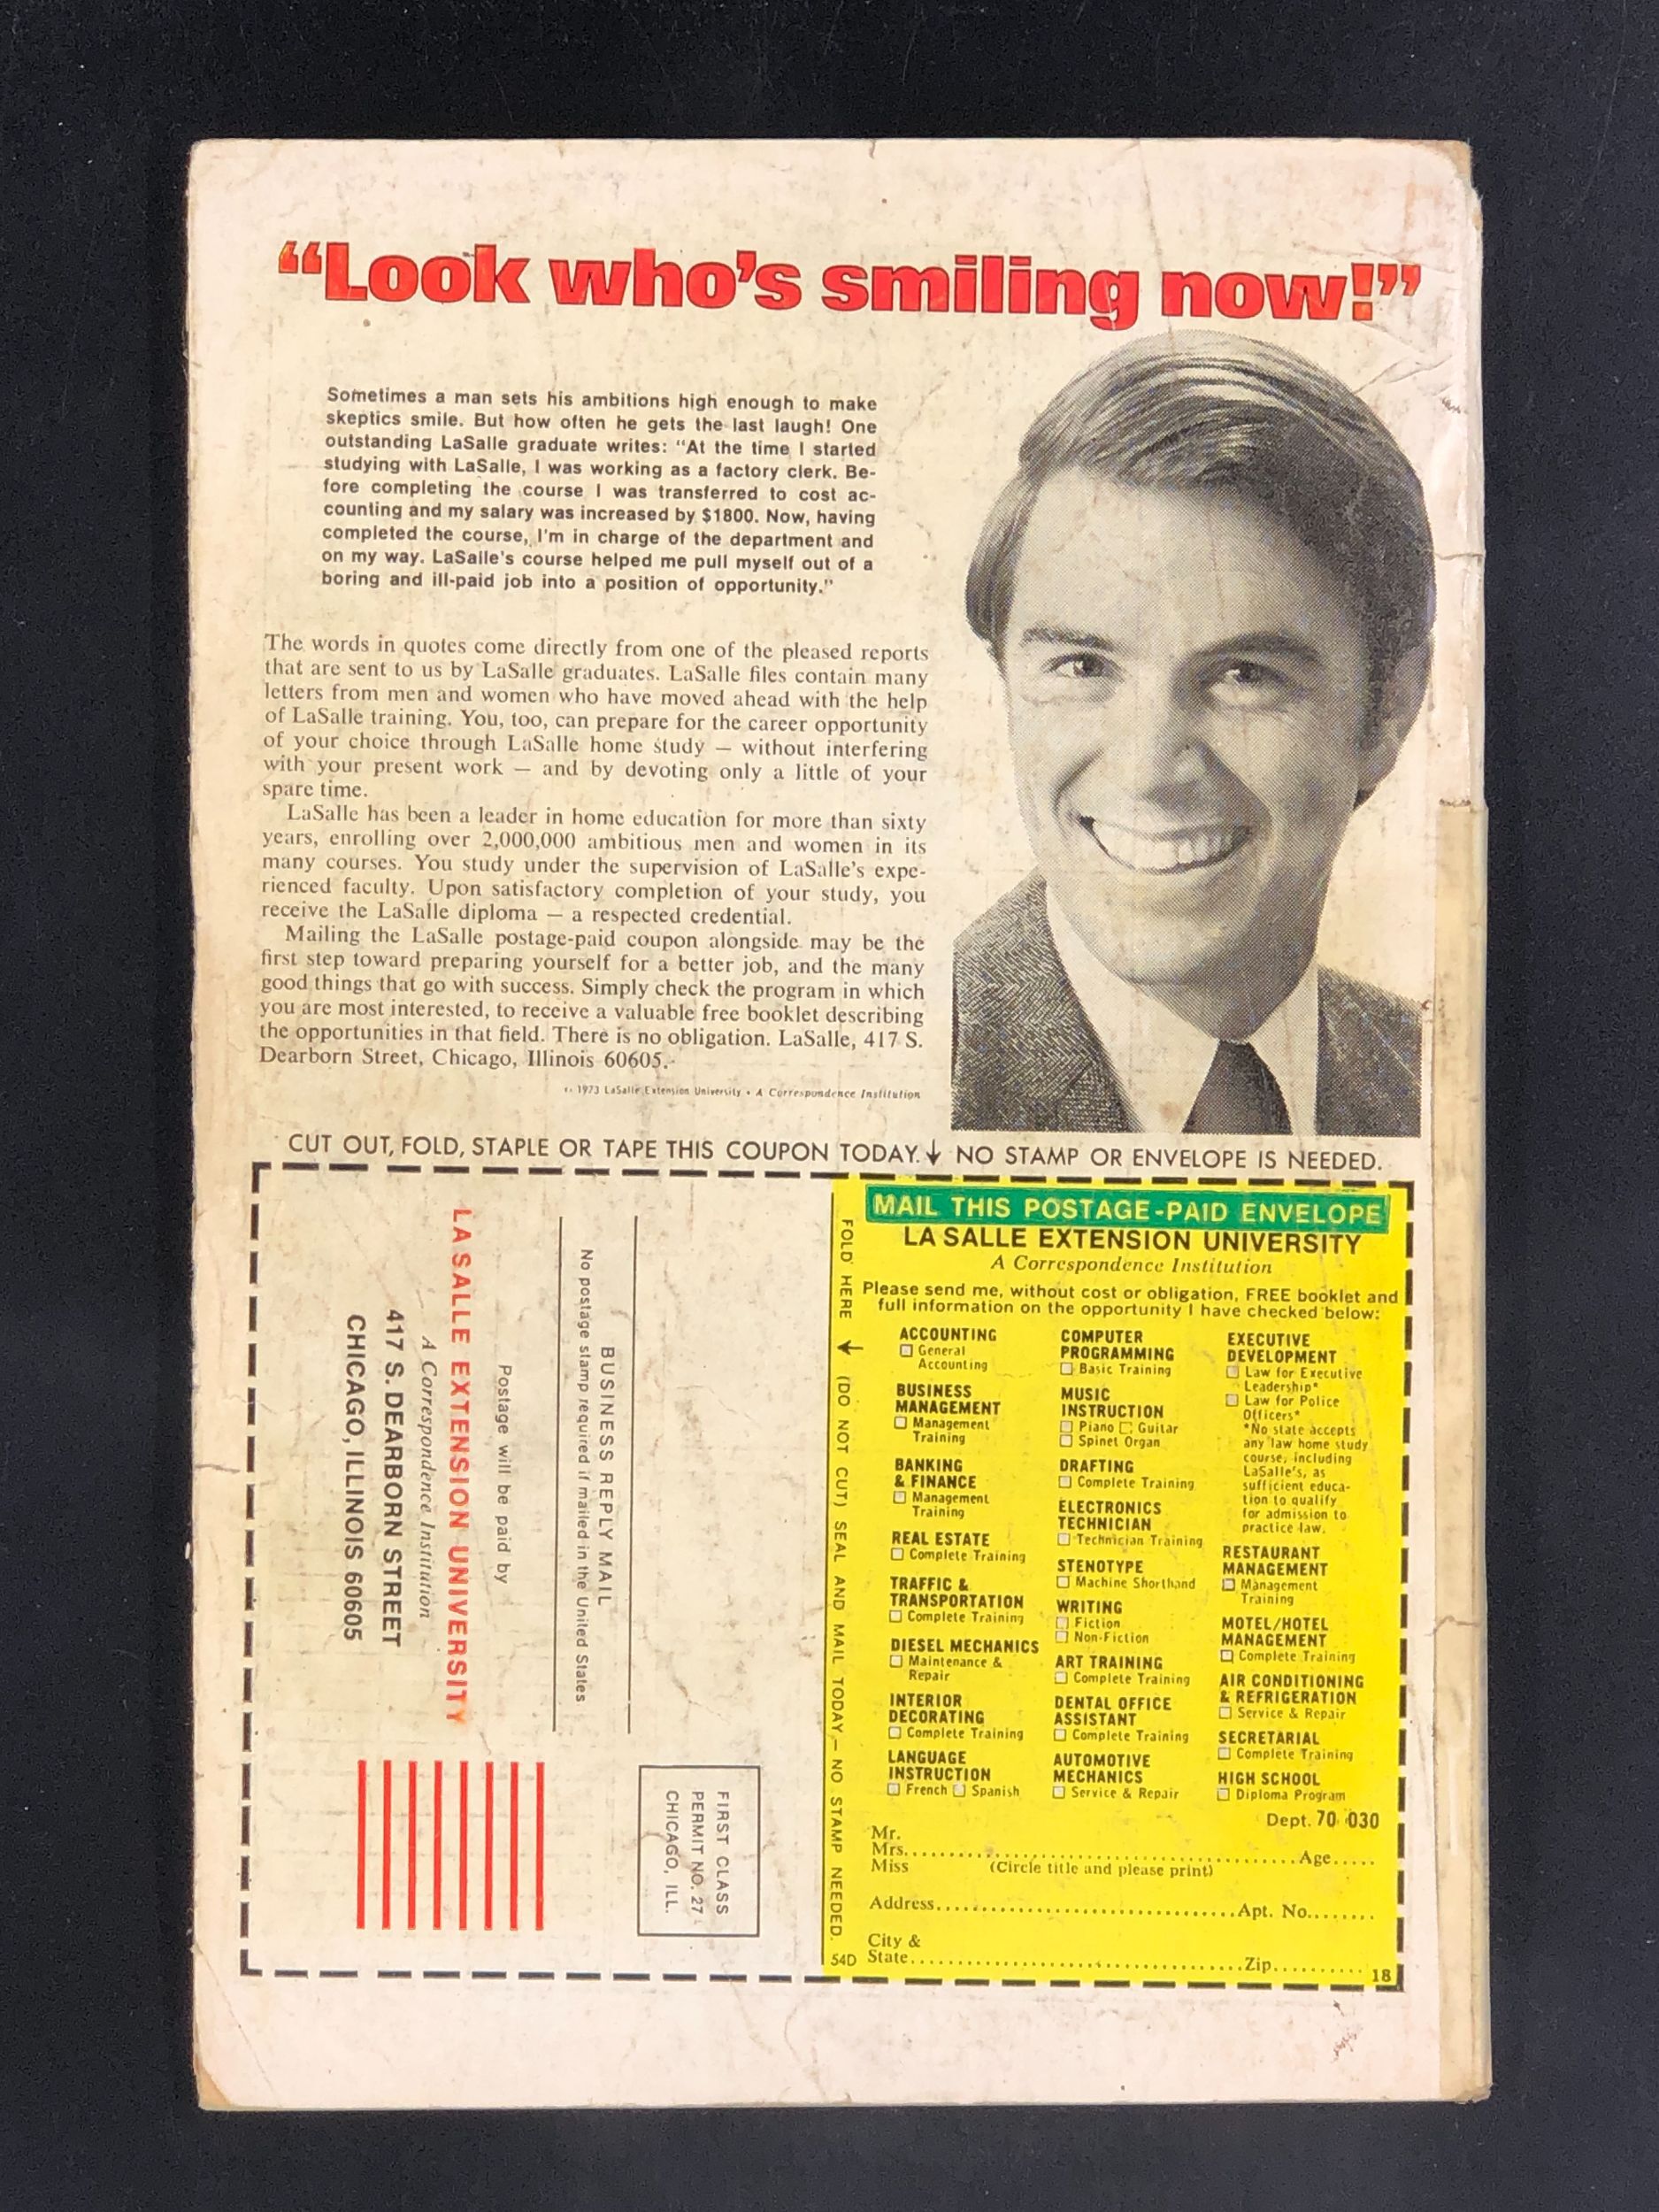 “Look who’s smiling now!”
Sometimes a man sets his ambitions high enough to make
skeptics smile. But how often he gets the last laugh! One
outstanding LaSalle graduate writes: “At the time I started
studying with LaSalle, I was working as a factory clerk. Be-
fore completing the course I was transferred to cost ac-
counting and my salary was increased by $1800. Now, having
completed the course, I’m in charge of the department and
on my way. LaSalle’s course helped me pull myself out of a
boring and ill-paid job into a position of opportunity.”
The words in quotes come directly from one of the pleased reports
that are sent to us by LaSalle graduates. LaSalle files contain many
letters from men and women who have moved ahead with the help
of LaSalle training. You, too, can prepare for the career opportunity
of your choice through LaSalle home study — without interfering
with your present work — and by devoting only a little of your
spare time.
LaSalle has been a leader in home education for more than sixty
years, enrolling over 2,000,000 ambitious men and women in its
many courses. You study under the supervision of LaSalle’s expe-
rienced faculty. Upon satisfactory completion of your study, you
receive the LaSalle diploma — a respected credential.
Mailing the LaSalle postage-paid coupon alongside may be the
first step toward preparing yourself for a better job, and the many
good things that go with success. Simply check the program in which
you are most interested, to receive a valuable free booklet describing
the opportunities in that field. There is no obligation. LaSalle, 417 S.
Dearborn Street, Chicago, Illinois 60605.
© 1973 LaSalle Extension University • A Correspondence Institution
CUT OUT, FOLD, STAPLE OR TAPE THIS COUPON TODAY. ↓ NO STAMP OR ENVELOPE IS NEEDED.
FIRST CLASS
PERMIT NO. 27
CHICAGO, ILL.
BUSINESS REPLY MAIL
No postage stamp required if mailed in the United States
Postage will be paid by
LA SALLE EXTENSION UNIVERSITY
A Correspondence Institution
417 S. DEARBORN STREET
CHICAGO, ILLINOIS 60605
FOLD HERE ↓ (DO NOT CUT) SEAL AND MAIL TODAY — NO STAMP NEEDED.
54D
MAIL THIS POSTAGE-PAID ENVELOPE
LA SALLE EXTENSION UNIVERSITY
A Correspondence Institution
Please send me, without cost or obligation, FREE booklet and
full information on the opportunity I have checked below:
ACCOUNTING
☐ General
Accounting
BUSINESS
MANAGEMENT
☐ Management
Training
BANKING
& FINANCE
☐ Management
Training
REAL ESTATE
☐ Complete Training
TRAFFIC &
TRANSPORTATION
☐ Complete Training
DIESEL MECHANICS
☐ Maintenance &
Repair
INTERIOR
DECORATING
☐ Complete Training
LANGUAGE
INSTRUCTION
☐ French ☐ Spanish
COMPUTER
PROGRAMMING
☐ Basic Training
MUSIC
INSTRUCTION
☐ Piano ☐ Guitar
☐ Spinet Organ
DRAFTING
☐ Complete Training
ELECTRONICS
TECHNICIAN
☐ Technician Training
STENOTYPE
☐ Machine Shorthand
WRITING
☐ Fiction
☐ Non-Fiction
ART TRAINING
☐ Complete Training
DENTAL OFFICE
ASSISTANT
☐ Complete Training
AUTOMOTIVE
MECHANICS
☐ Service & Repair
EXECUTIVE
DEVELOPMENT
☐ Law for Executive
Leadership*
☐ Law for Police
Officers*
*No state accepts
any law home study
course, including
LaSalle’s, as
sufficient educa-
tion to qualify
for admission to
practice law.
RESTAURANT
MANAGEMENT
☐ Management
Training
MOTEL/HOTEL
MANAGEMENT
☐ Complete Training
AIR CONDITIONING
& REFRIGERATION
☐ Service & Repair
SECRETARIAL
☐ Complete Training
HIGH SCHOOL
☐ Diploma Program
Dept. 70-030
Mr.
Mrs. Age
Miss (Circle title and please print)
Address Apt. No.
City &
State Zip
18